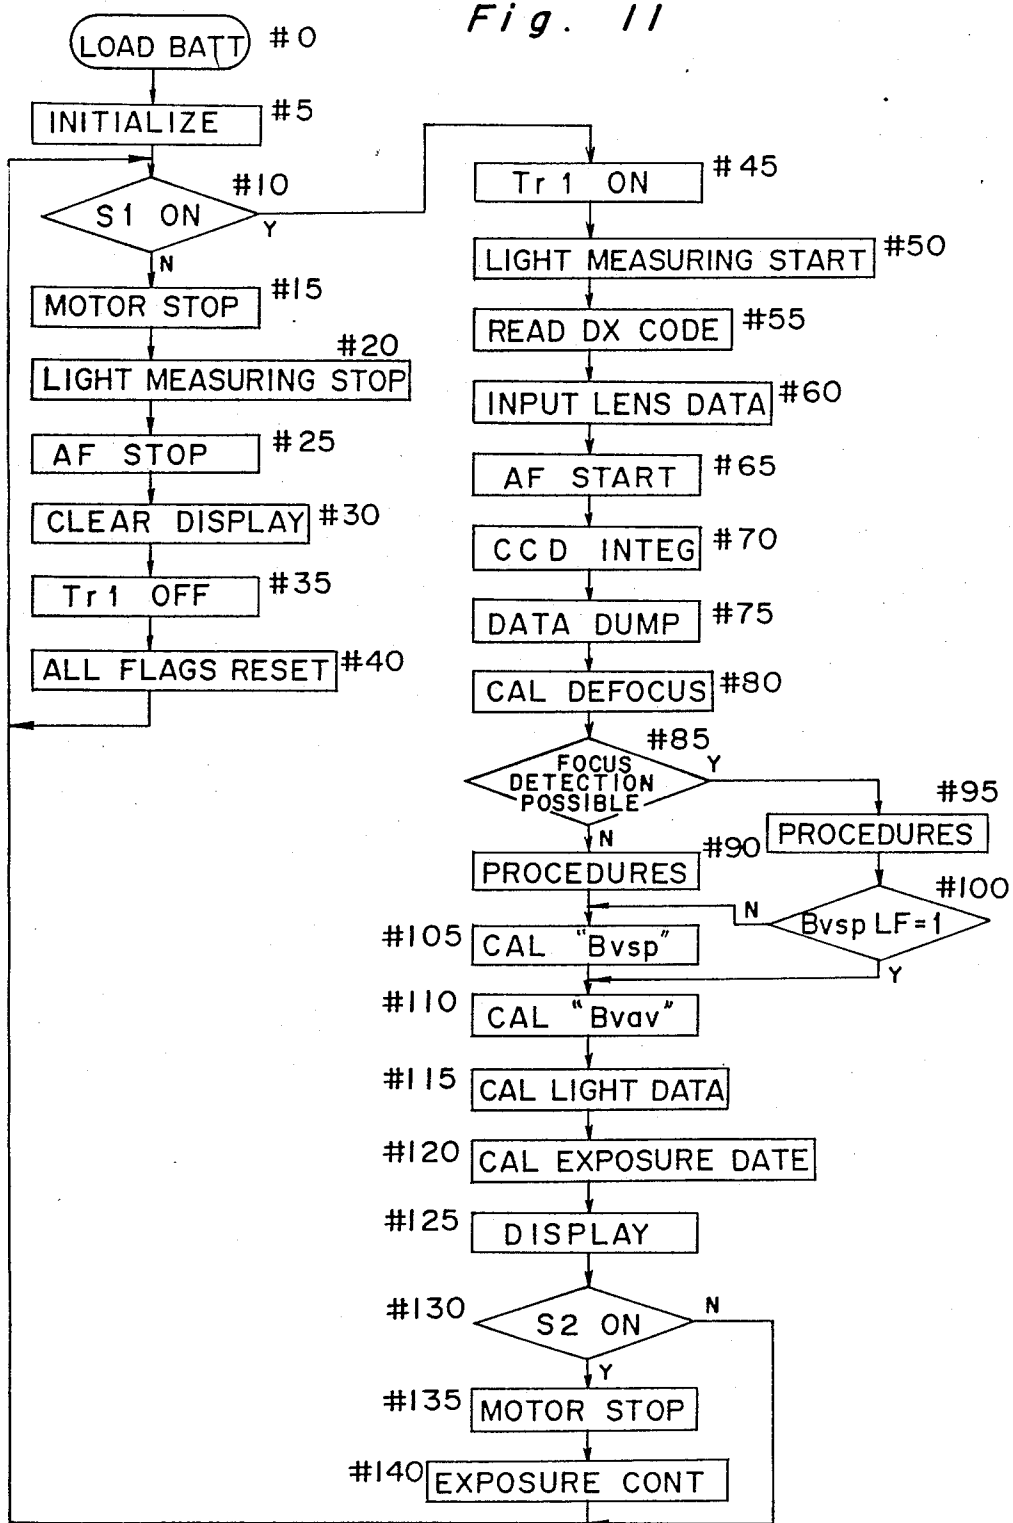 Fig. 11
LOAD BATT #0
INITIALIZE #5
S1 ON #10
Y
N
MOTOR STOP #15
LIGHT MEASURING STOP #20
AF STOP #25
CLEAR DISPLAY #30
Tr1 OFF #35
ALL FLAGS RESET #40
Tr1 ON #45
LIGHT MEASURING START #50
READ DX CODE #55
INPUT LENS DATA #60
AF START #65
CCD INTEG #70
DATA DUMP #75
CAL DEFOCUS #80
#85
FOCUS
DETECTION
POSSIBLE
Y
N
PROCEDURES #90
PROCEDURES #95
Bvsp LF=1 #100
N
Y
#105 CAL "Bvsp"
#110 CAL "Bvav"
#115 CAL LIGHT DATA
#120 CAL EXPOSURE DATE
#125 DISPLAY
#130 S2 ON
N
Y
#135 MOTOR STOP
#140 EXPOSURE CONT